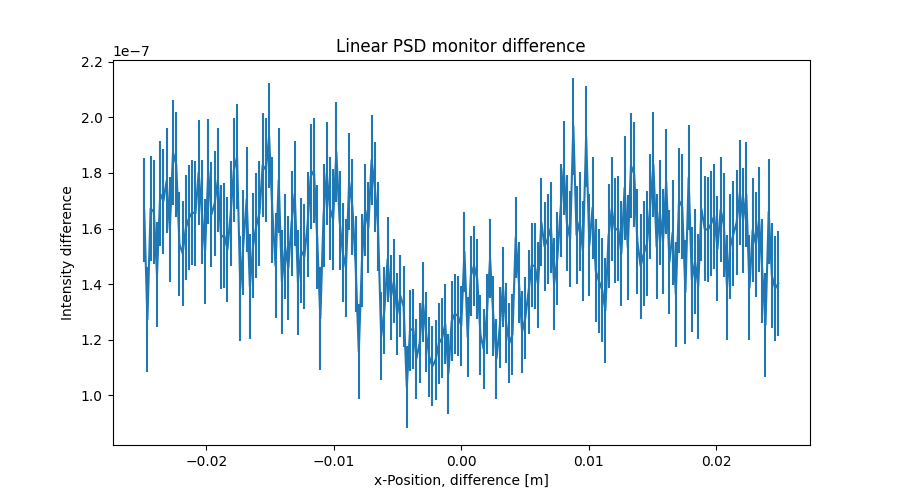 Linear PSD monitor difference
1e−7
2.2
2.0
1.8
1.6
1.4
1.2
1.0
Intensity difference
−0.02 −0.01 0.00 0.01 0.02
x-Position, difference [m]